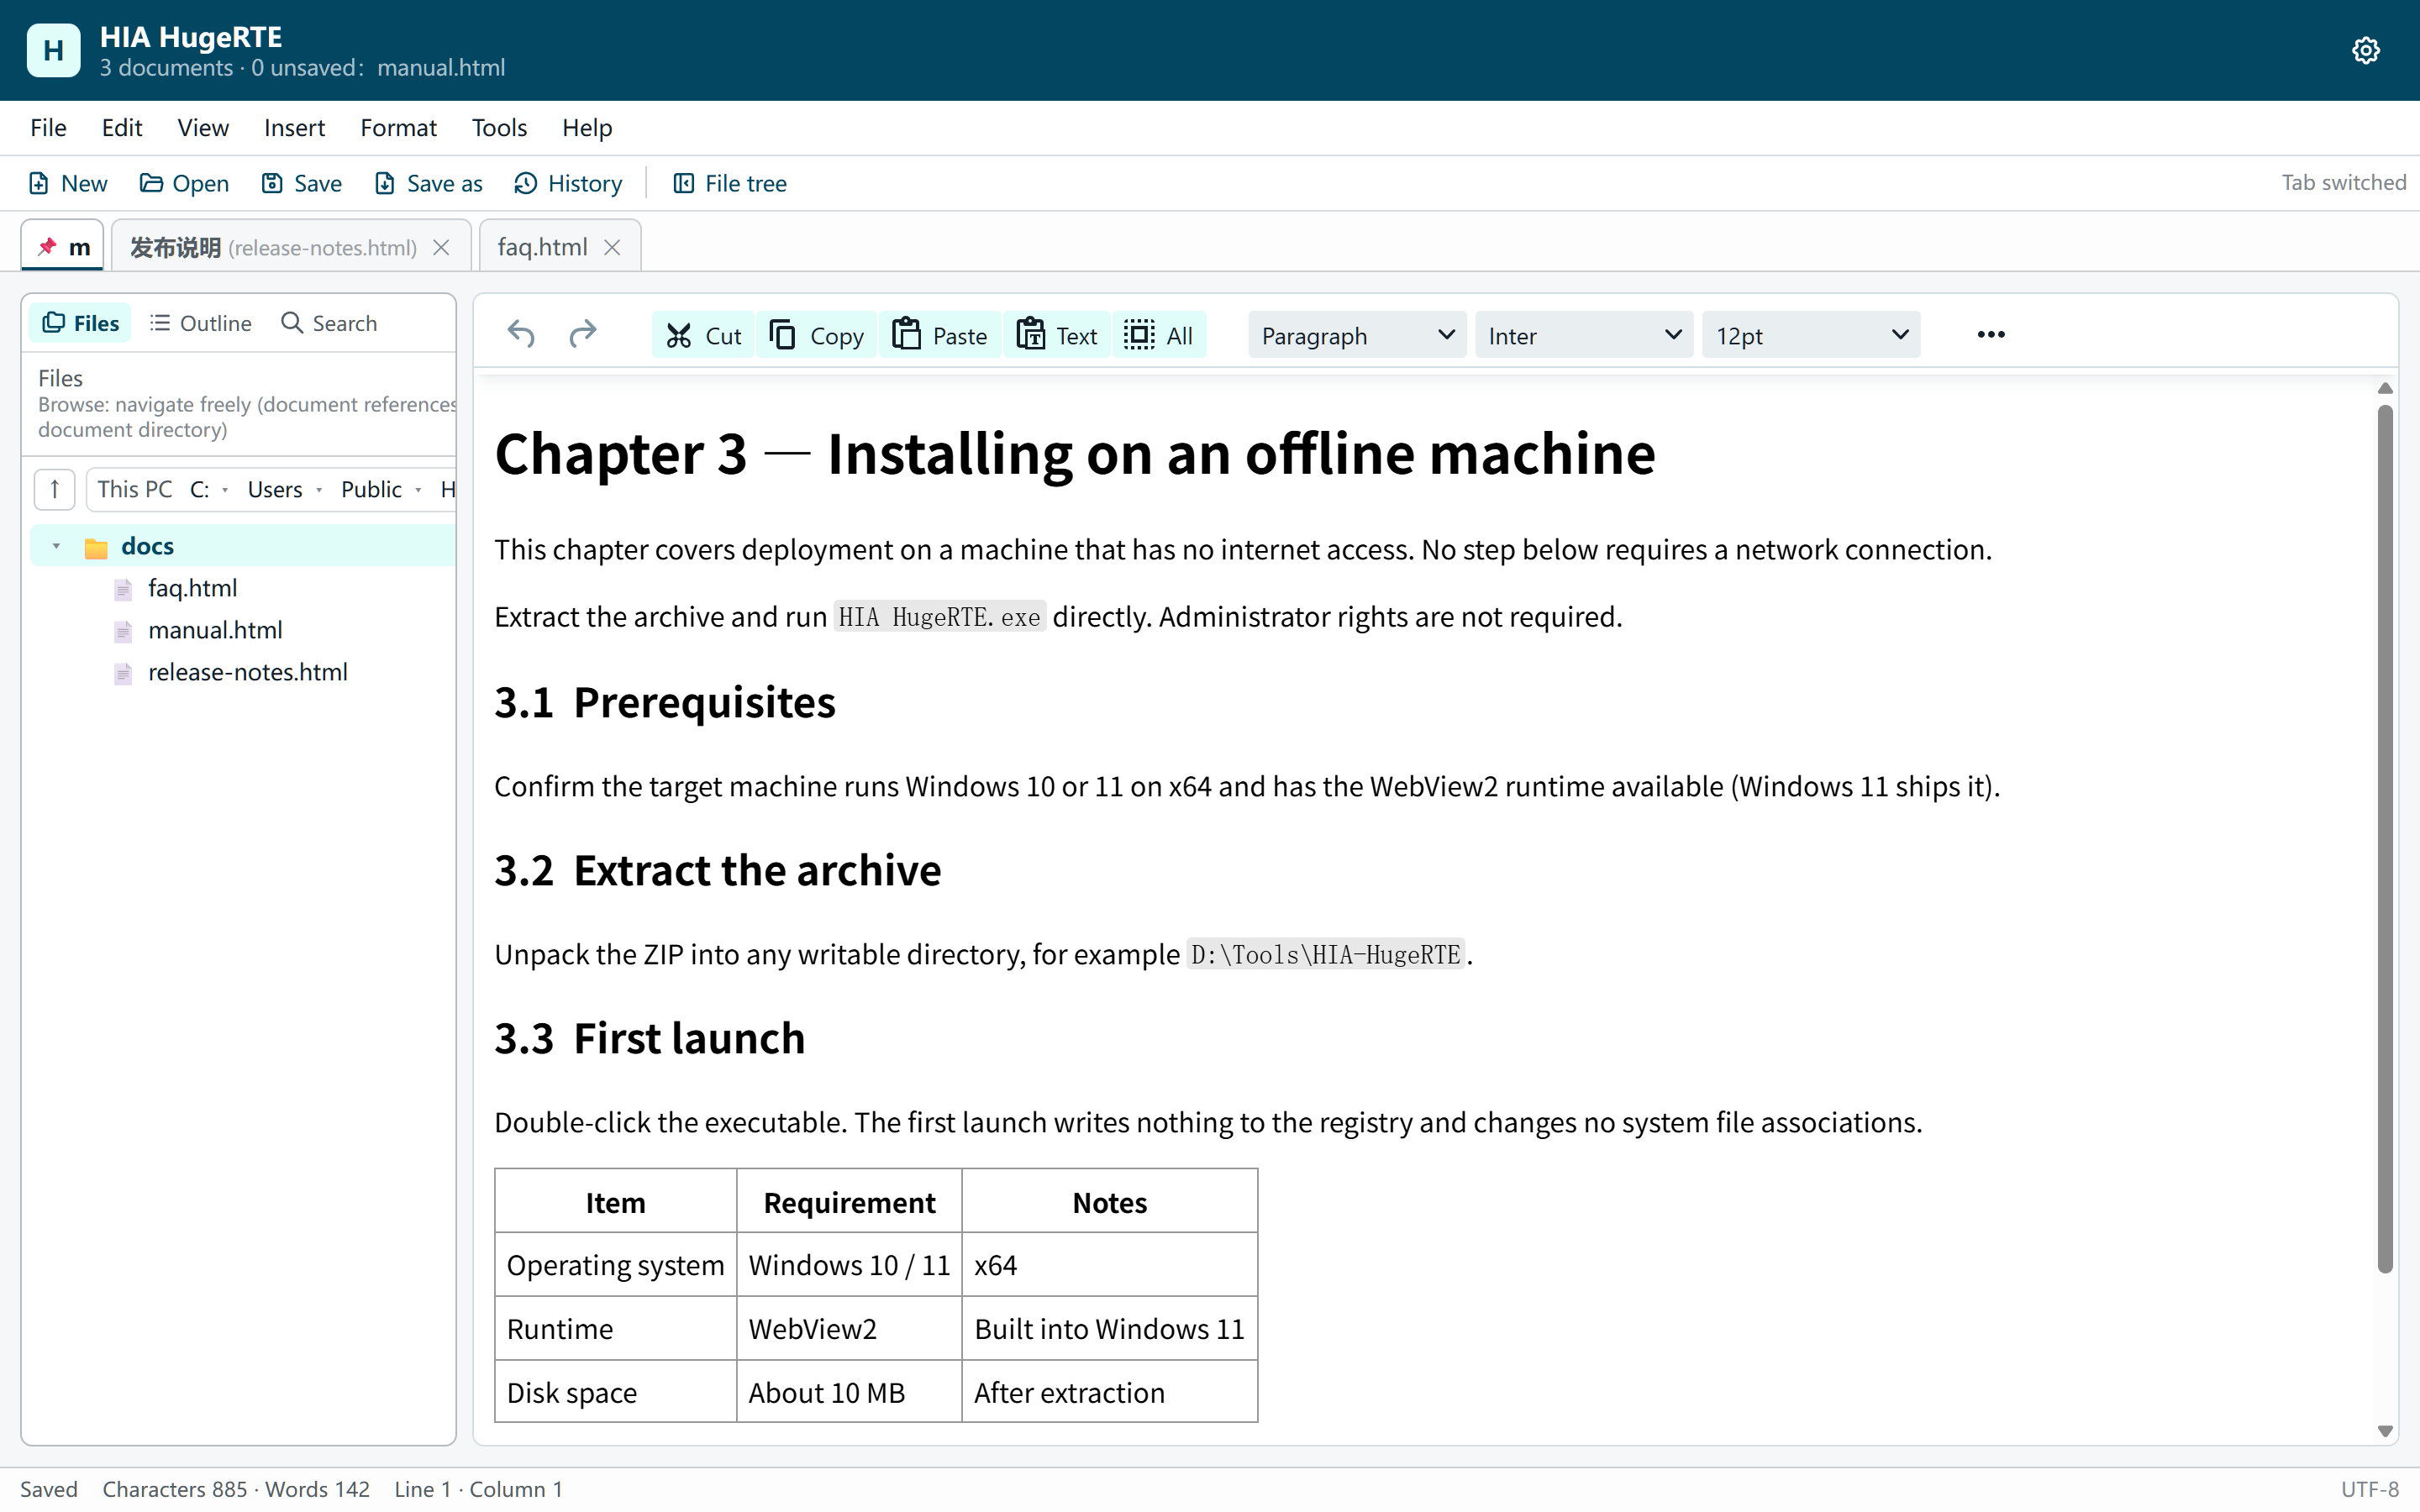 H
HIA HugeRTE
3 documents · 0 unsaved：manual.html
File Edit View Insert Format Tools Help
New Open Save Save as History File tree Tab switched
m 发布说明 (release-notes.html) faq.html
Files Outline Search
Files
Browse: navigate freely (document references
document directory)
↑ This PC C: Users Public H
docs
faq.html
manual.html
release-notes.html
Cut Copy Paste Text All Paragraph Inter 12pt
Chapter 3 — Installing on an offline machine
This chapter covers deployment on a machine that has no internet access. No step below requires a network connection.
Extract the archive and run HIA HugeRTE.exe directly. Administrator rights are not required.
3.1 Prerequisites
Confirm the target machine runs Windows 10 or 11 on x64 and has the WebView2 runtime available (Windows 11 ships it).
3.2 Extract the archive
Unpack the ZIP into any writable directory, for example D:\Tools\HIA-HugeRTE.
3.3 First launch
Double-click the executable. The first launch writes nothing to the registry and changes no system file associations.
Item Requirement Notes
Operating system Windows 10 / 11 x64
Runtime WebView2 Built into Windows 11
Disk space About 10 MB After extraction
Saved Characters 885 · Words 142 Line 1 · Column 1 UTF-8